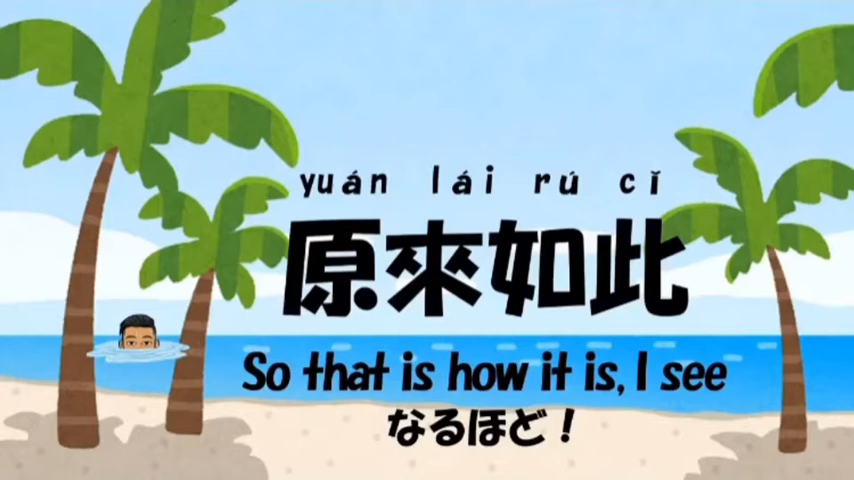 yuán lái rú cǐ
原來如此
So that is how it is, I see
なるほど！